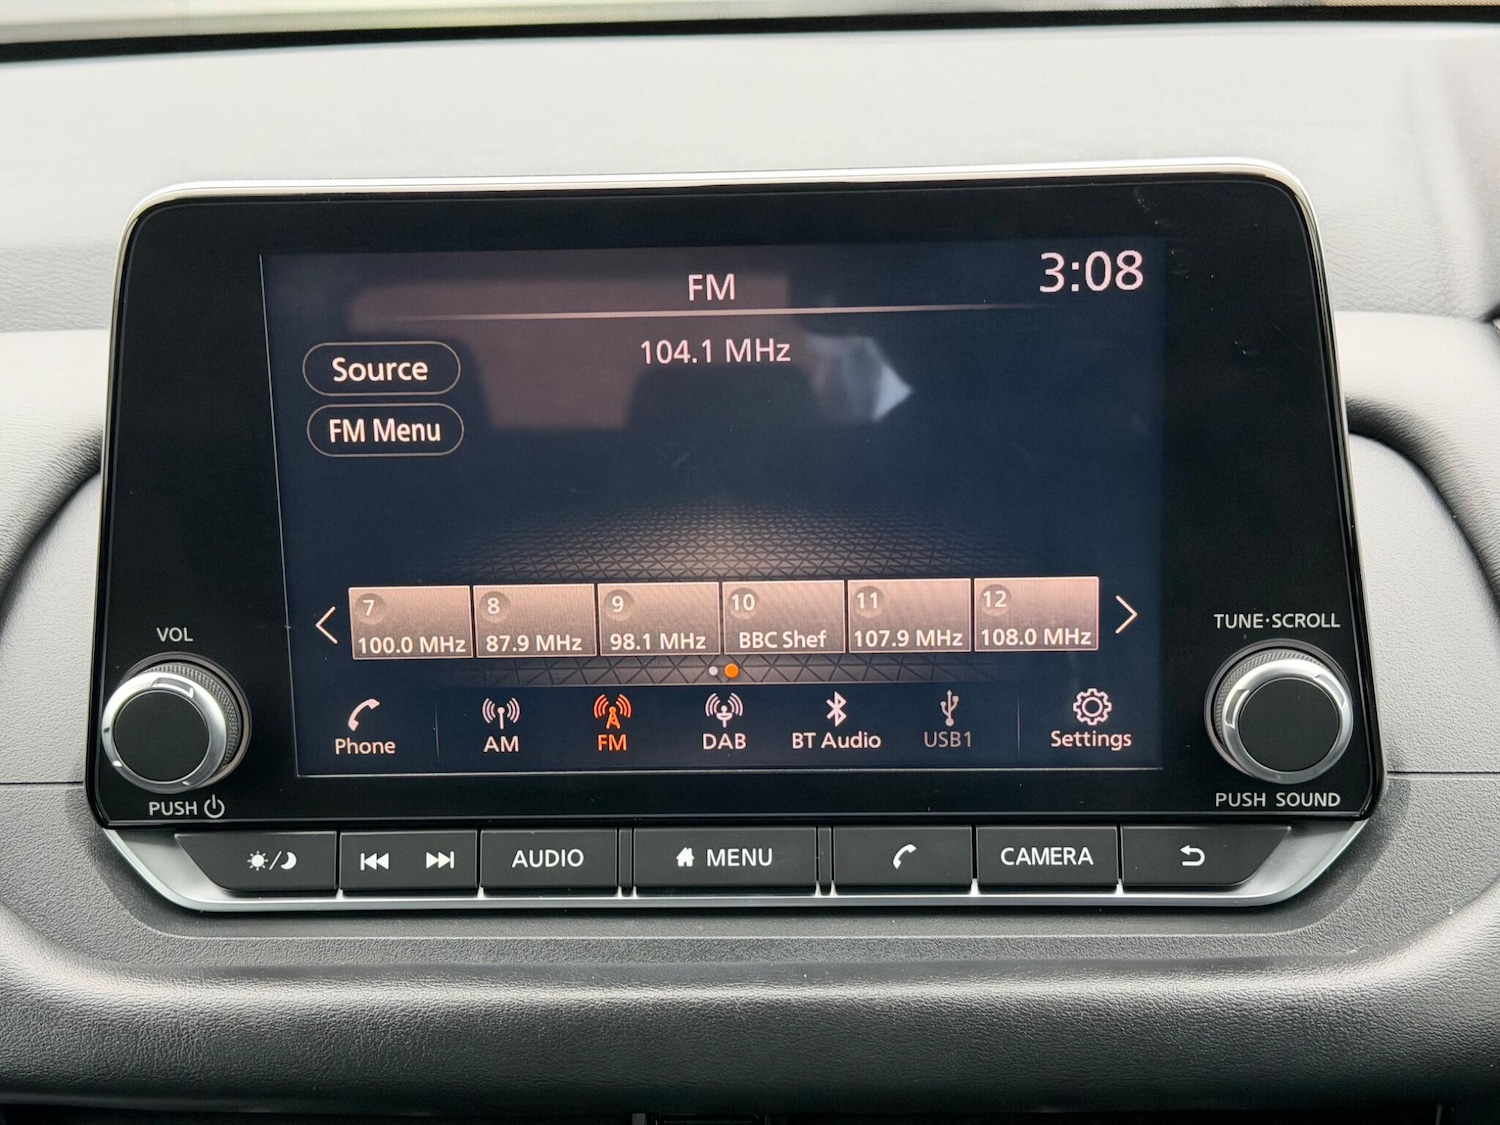 FM
3:08
104.1 MHz
Source
FM Menu
7 8 9 10 11 12
100.0 MHz 87.9 MHz 98.1 MHz BBC Shef 107.9 MHz 108.0 MHz
VOL
TUNE·SCROLL
Phone AM FM DAB BT Audio USB1 Settings
PUSH
PUSH SOUND
AUDIO MENU CAMERA